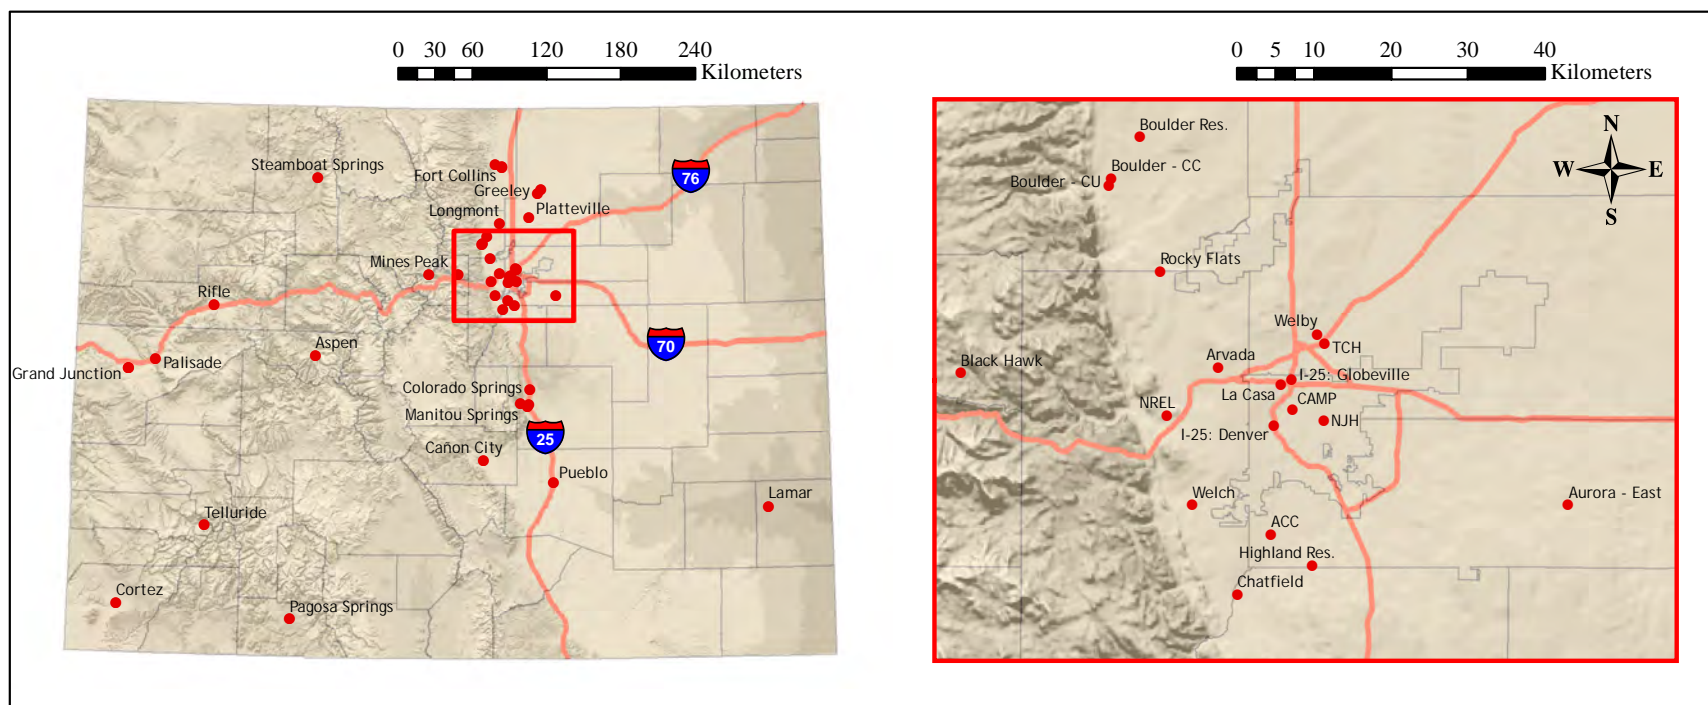 0 30 60 120 180 240
Kilometers
Steamboat Springs
Fort Collins
Greeley
Longmont
Platteville
76
Mines Peak
Rifle
70
Aspen
Palisade
Grand Junction
Colorado Springs
Manitou Springs
25
Cañon City
Pueblo
Lamar
Telluride
Cortez
Pagosa Springs
0 5 10 20 30 40
Kilometers
N
W E
S
Boulder Res.
Boulder - CC
Boulder - CU
Rocky Flats
Welby
TCH
Arvada
Black Hawk
I-25: Globeville
La Casa
CAMP
NREL
NJH
I-25: Denver
Welch
Aurora - East
ACC
Highland Res.
Chatfield